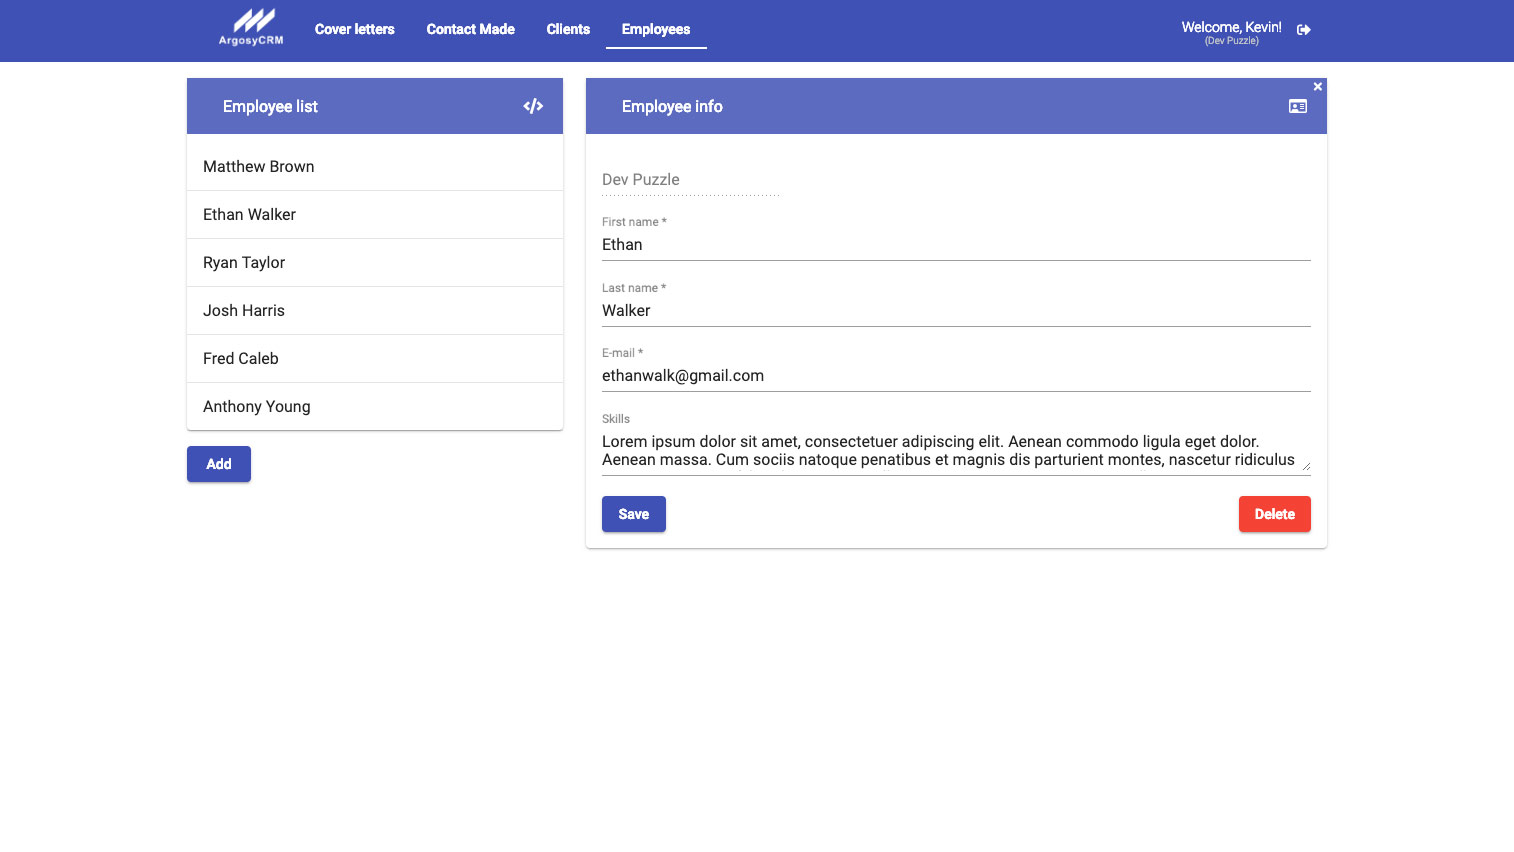 ArgosyCRM
Cover letters
Contact Made
Clients
Employees
Welcome, Kevin!
(Dev Puzzle)
Employee list
Matthew Brown
Ethan Walker
Ryan Taylor
Josh Harris
Fred Caleb
Anthony Young
Add
Employee info
Dev Puzzle
First name *
Ethan
Last name *
Walker
E-mail *
ethanwalk@gmail.com
Skills
Lorem ipsum dolor sit amet, consectetuer adipiscing elit. Aenean commodo ligula eget dolor.
Aenean massa. Cum sociis natoque penatibus et magnis dis parturient montes, nascetur ridiculus
Save
Delete